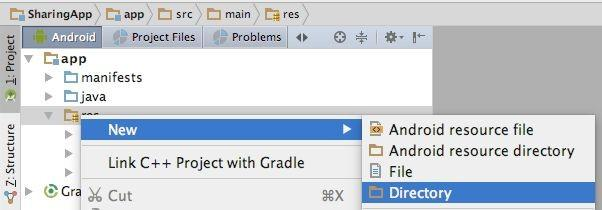 SharingApp app src main res
Android Project Files Problems
1: Project
Z: Structure
app
manifests
java
res
New
Link C++ Project with Gradle
Cut ⌘X
Android resource file
Android resource directory
File
Directory